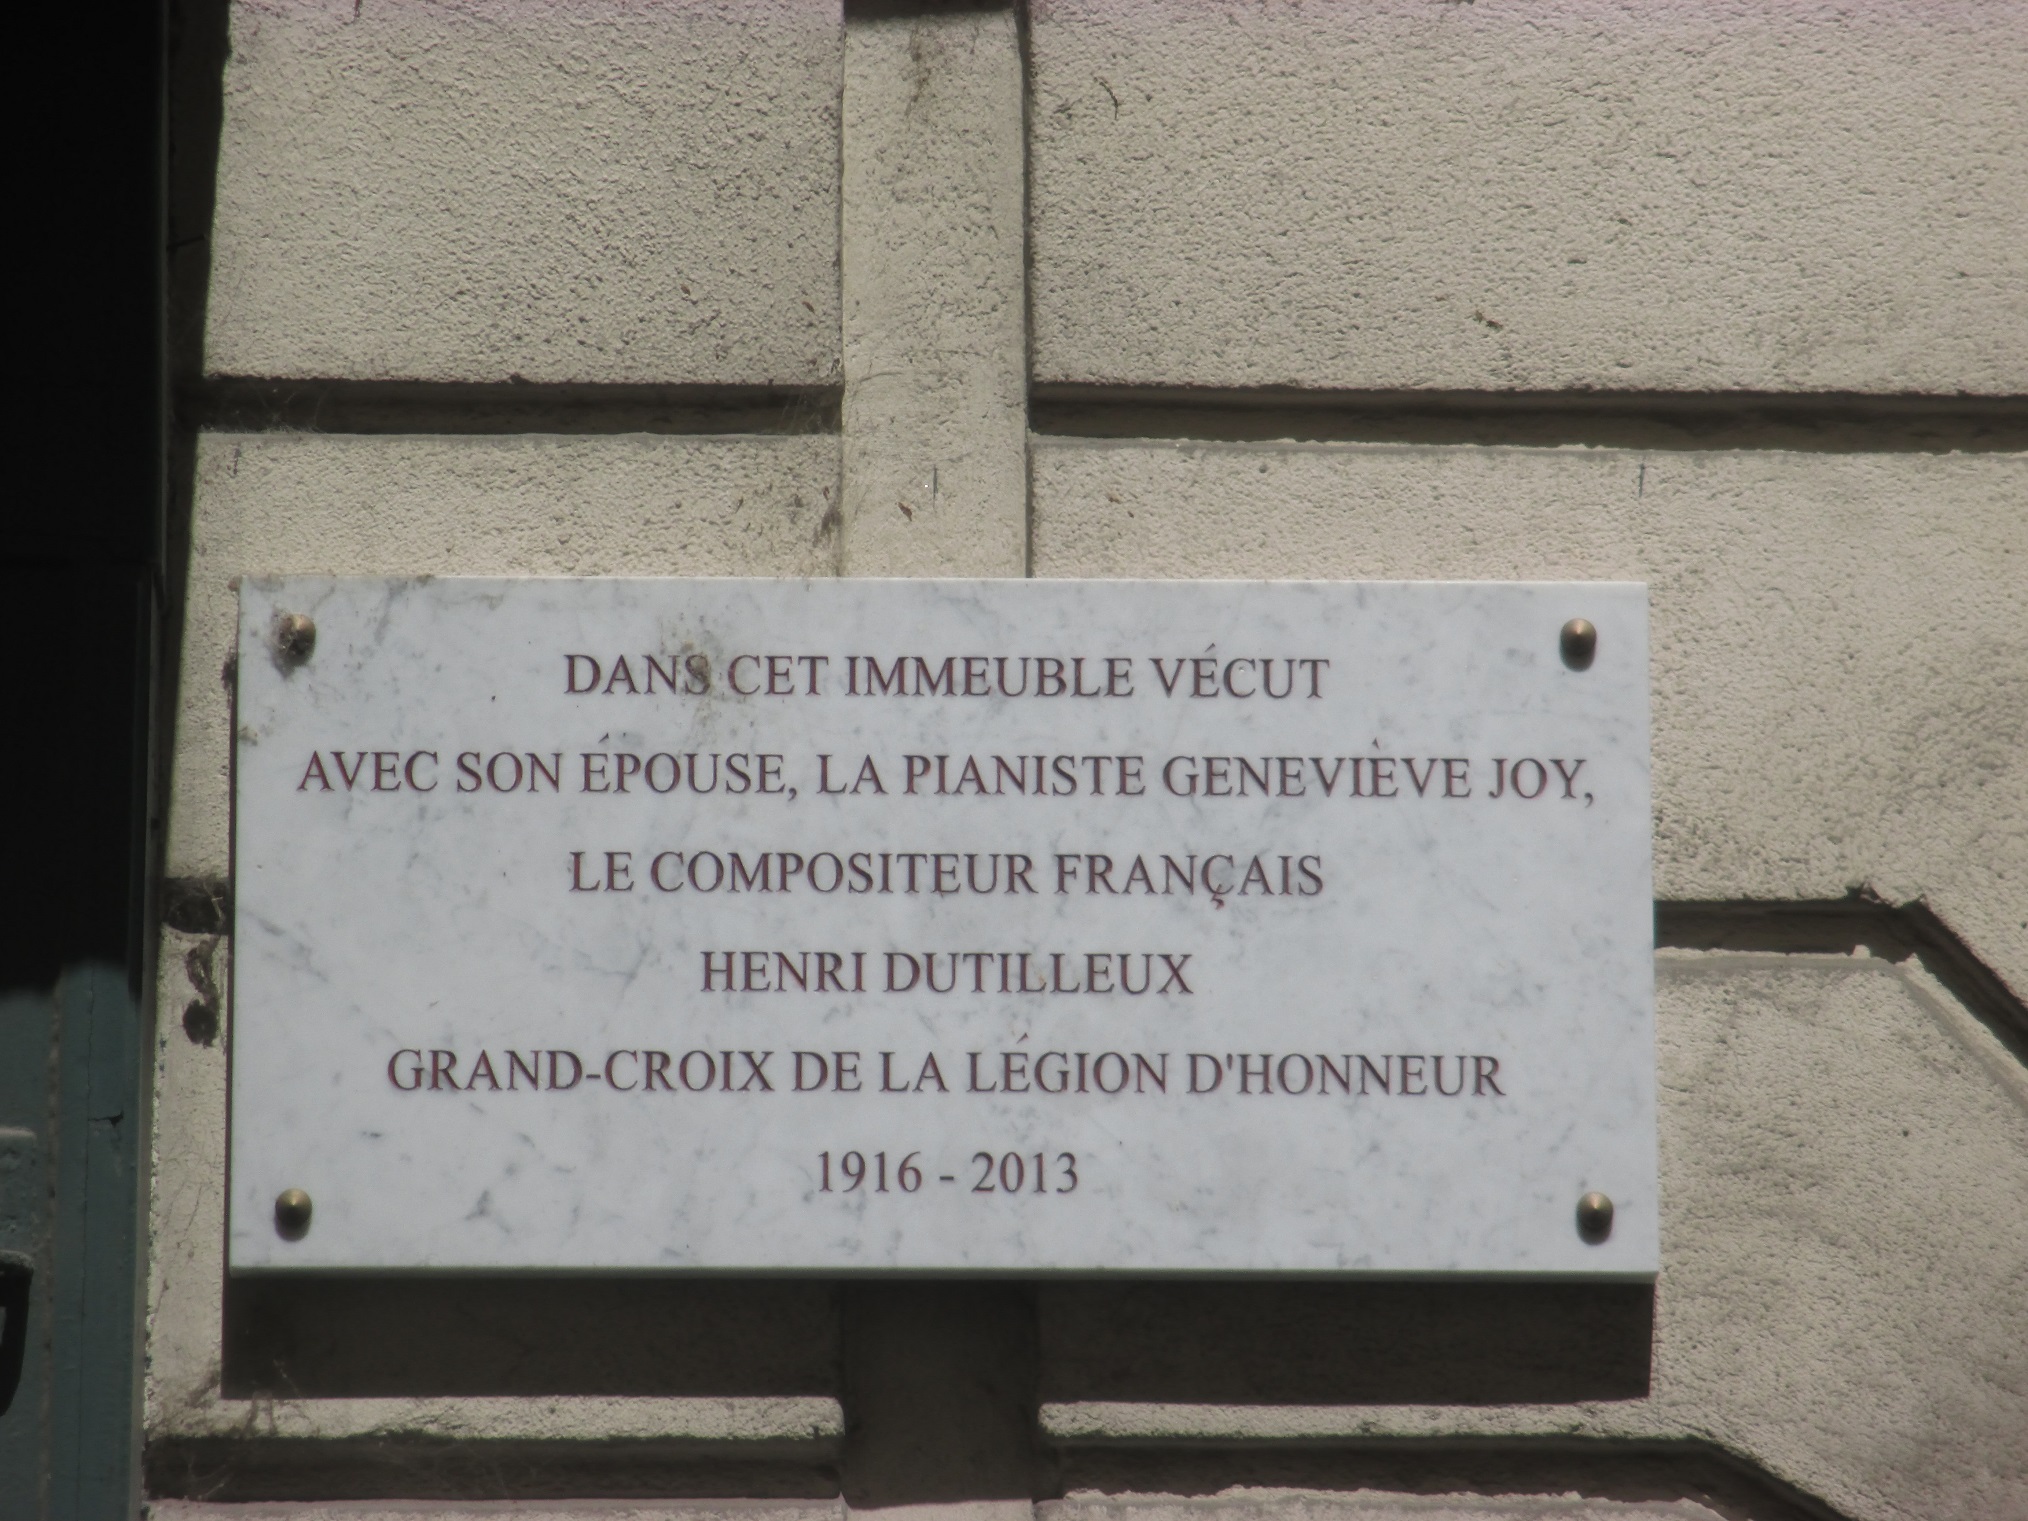 DANS CET IMMEUBLE VÉCUT
AVEC SON ÉPOUSE, LA PIANISTE GENEVIÈVE JOY,
LE COMPOSITEUR FRANÇAIS
HENRI DUTILLEUX
GRAND-CROIX DE LA LÉGION D'HONNEUR
1916 - 2013